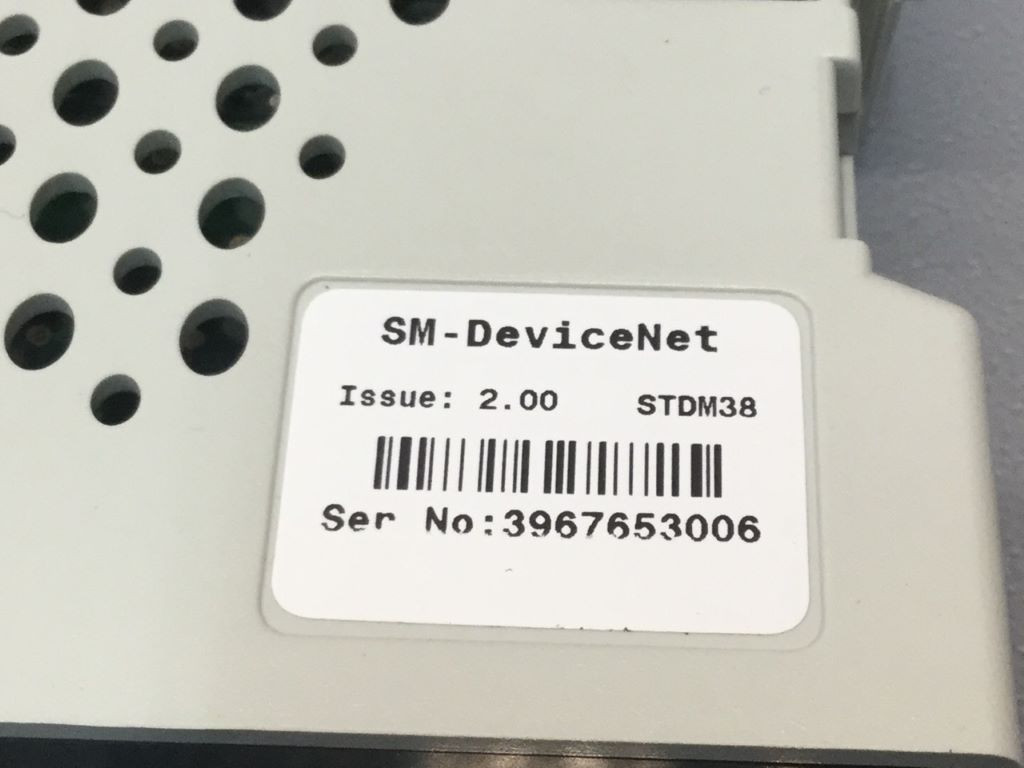 SM-DeviceNet
Issue: 2.00 STDM38
Ser No:3967653006